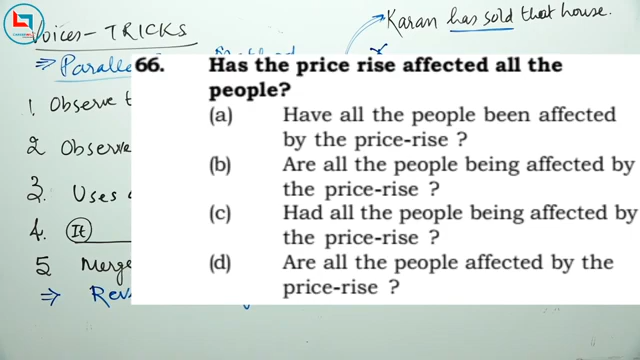 Voices - TRICKS
Karan has sold that house.
⇒ Paralle
1. Observe t
2 Observe
3. Uses
4. It
5 Merge
⇒ Rev
66. Has the price rise affected all the
people?
(a) Have all the people been affected
by the price-rise ?
(b) Are all the people being affected by
the price-rise ?
(c) Had all the people being affected by
the price-rise ?
(d) Are all the people affected by the
price-rise ?